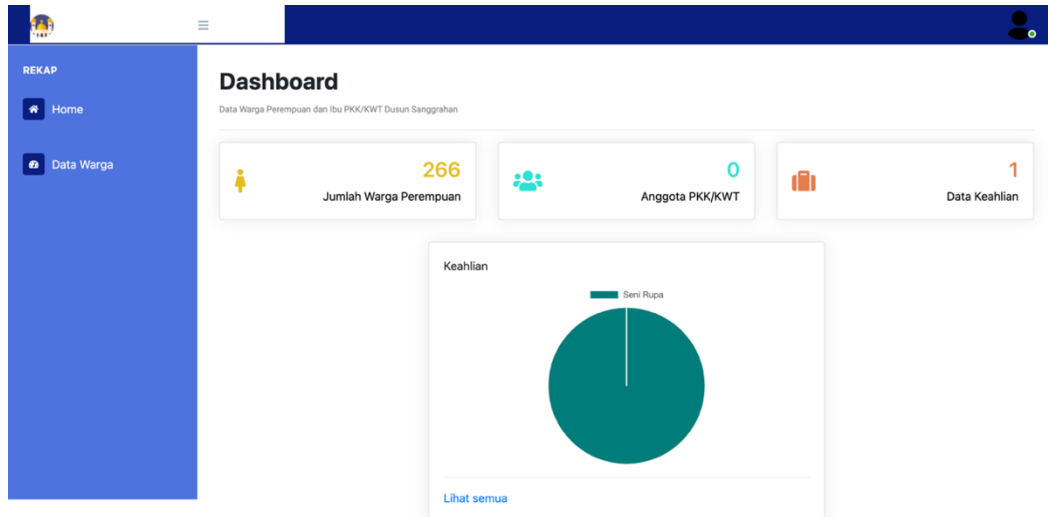 REKAP
Home
Data Warga
Dashboard
Data Warga Perempuan dan Ibu PKK/KWT Dusun Sanggrahan
266
Jumlah Warga Perempuan
0
Anggota PKK/KWT
1
Data Keahlian
Keahlian
Seni Rupa
Lihat semua